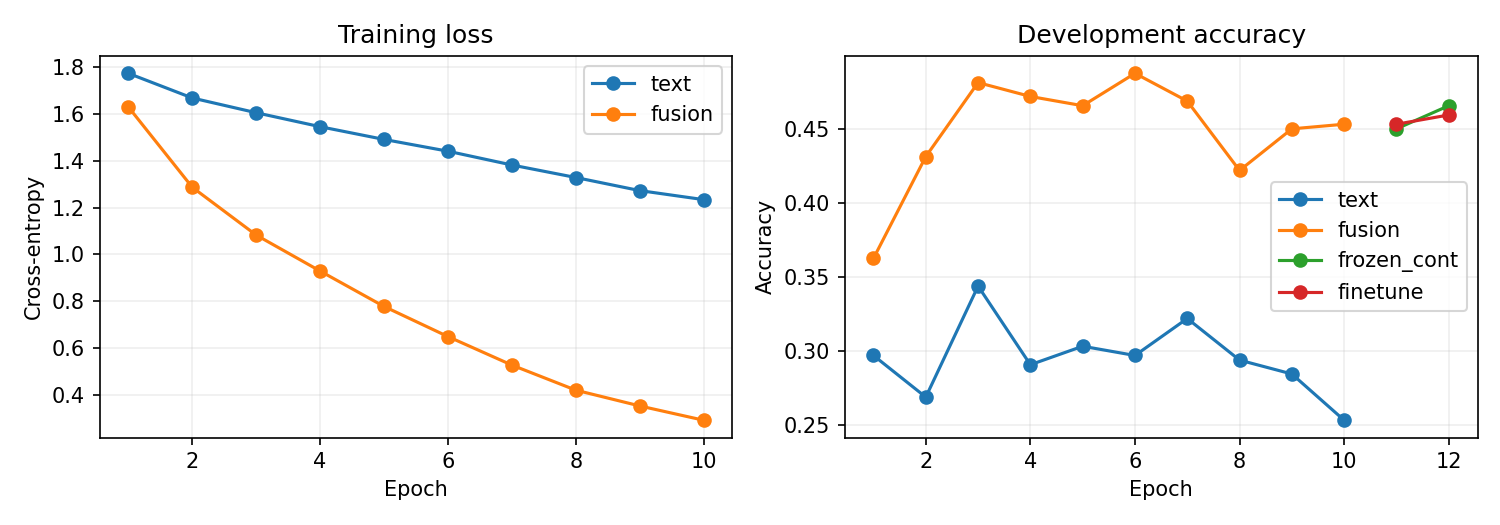 Training loss
Cross-entropy
1.8
1.6
1.4
1.2
1.0
0.8
0.6
0.4
text
fusion
2
4
6
8
10
Epoch
Development accuracy
Accuracy
0.45
0.40
0.35
0.30
0.25
text
fusion
frozen_cont
finetune
2
4
6
8
10
12
Epoch